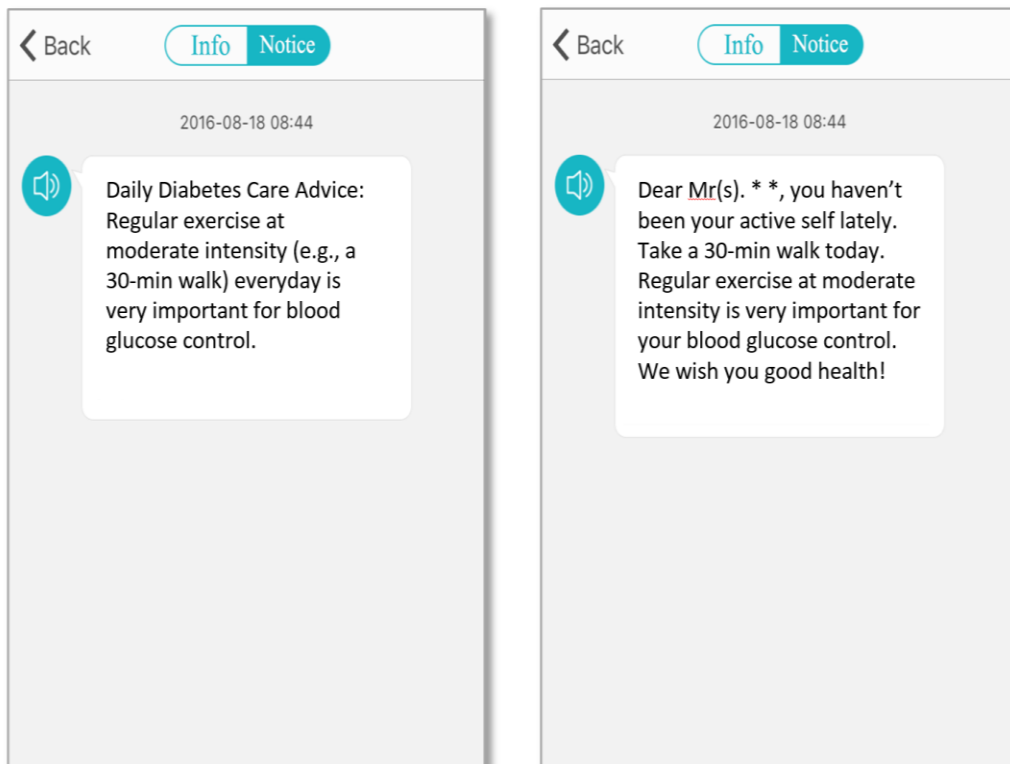 Back
Info
Notice
2016-08-18 08:44
Daily Diabetes Care Advice:
Regular exercise at
moderate intensity (e.g., a
30-min walk) everyday is
very important for blood
glucose control.
Back
Info
Notice
2016-08-18 08:44
Dear Mr(s). * *, you haven’t
been your active self lately.
Take a 30-min walk today.
Regular exercise at moderate
intensity is very important for
your blood glucose control.
We wish you good health!